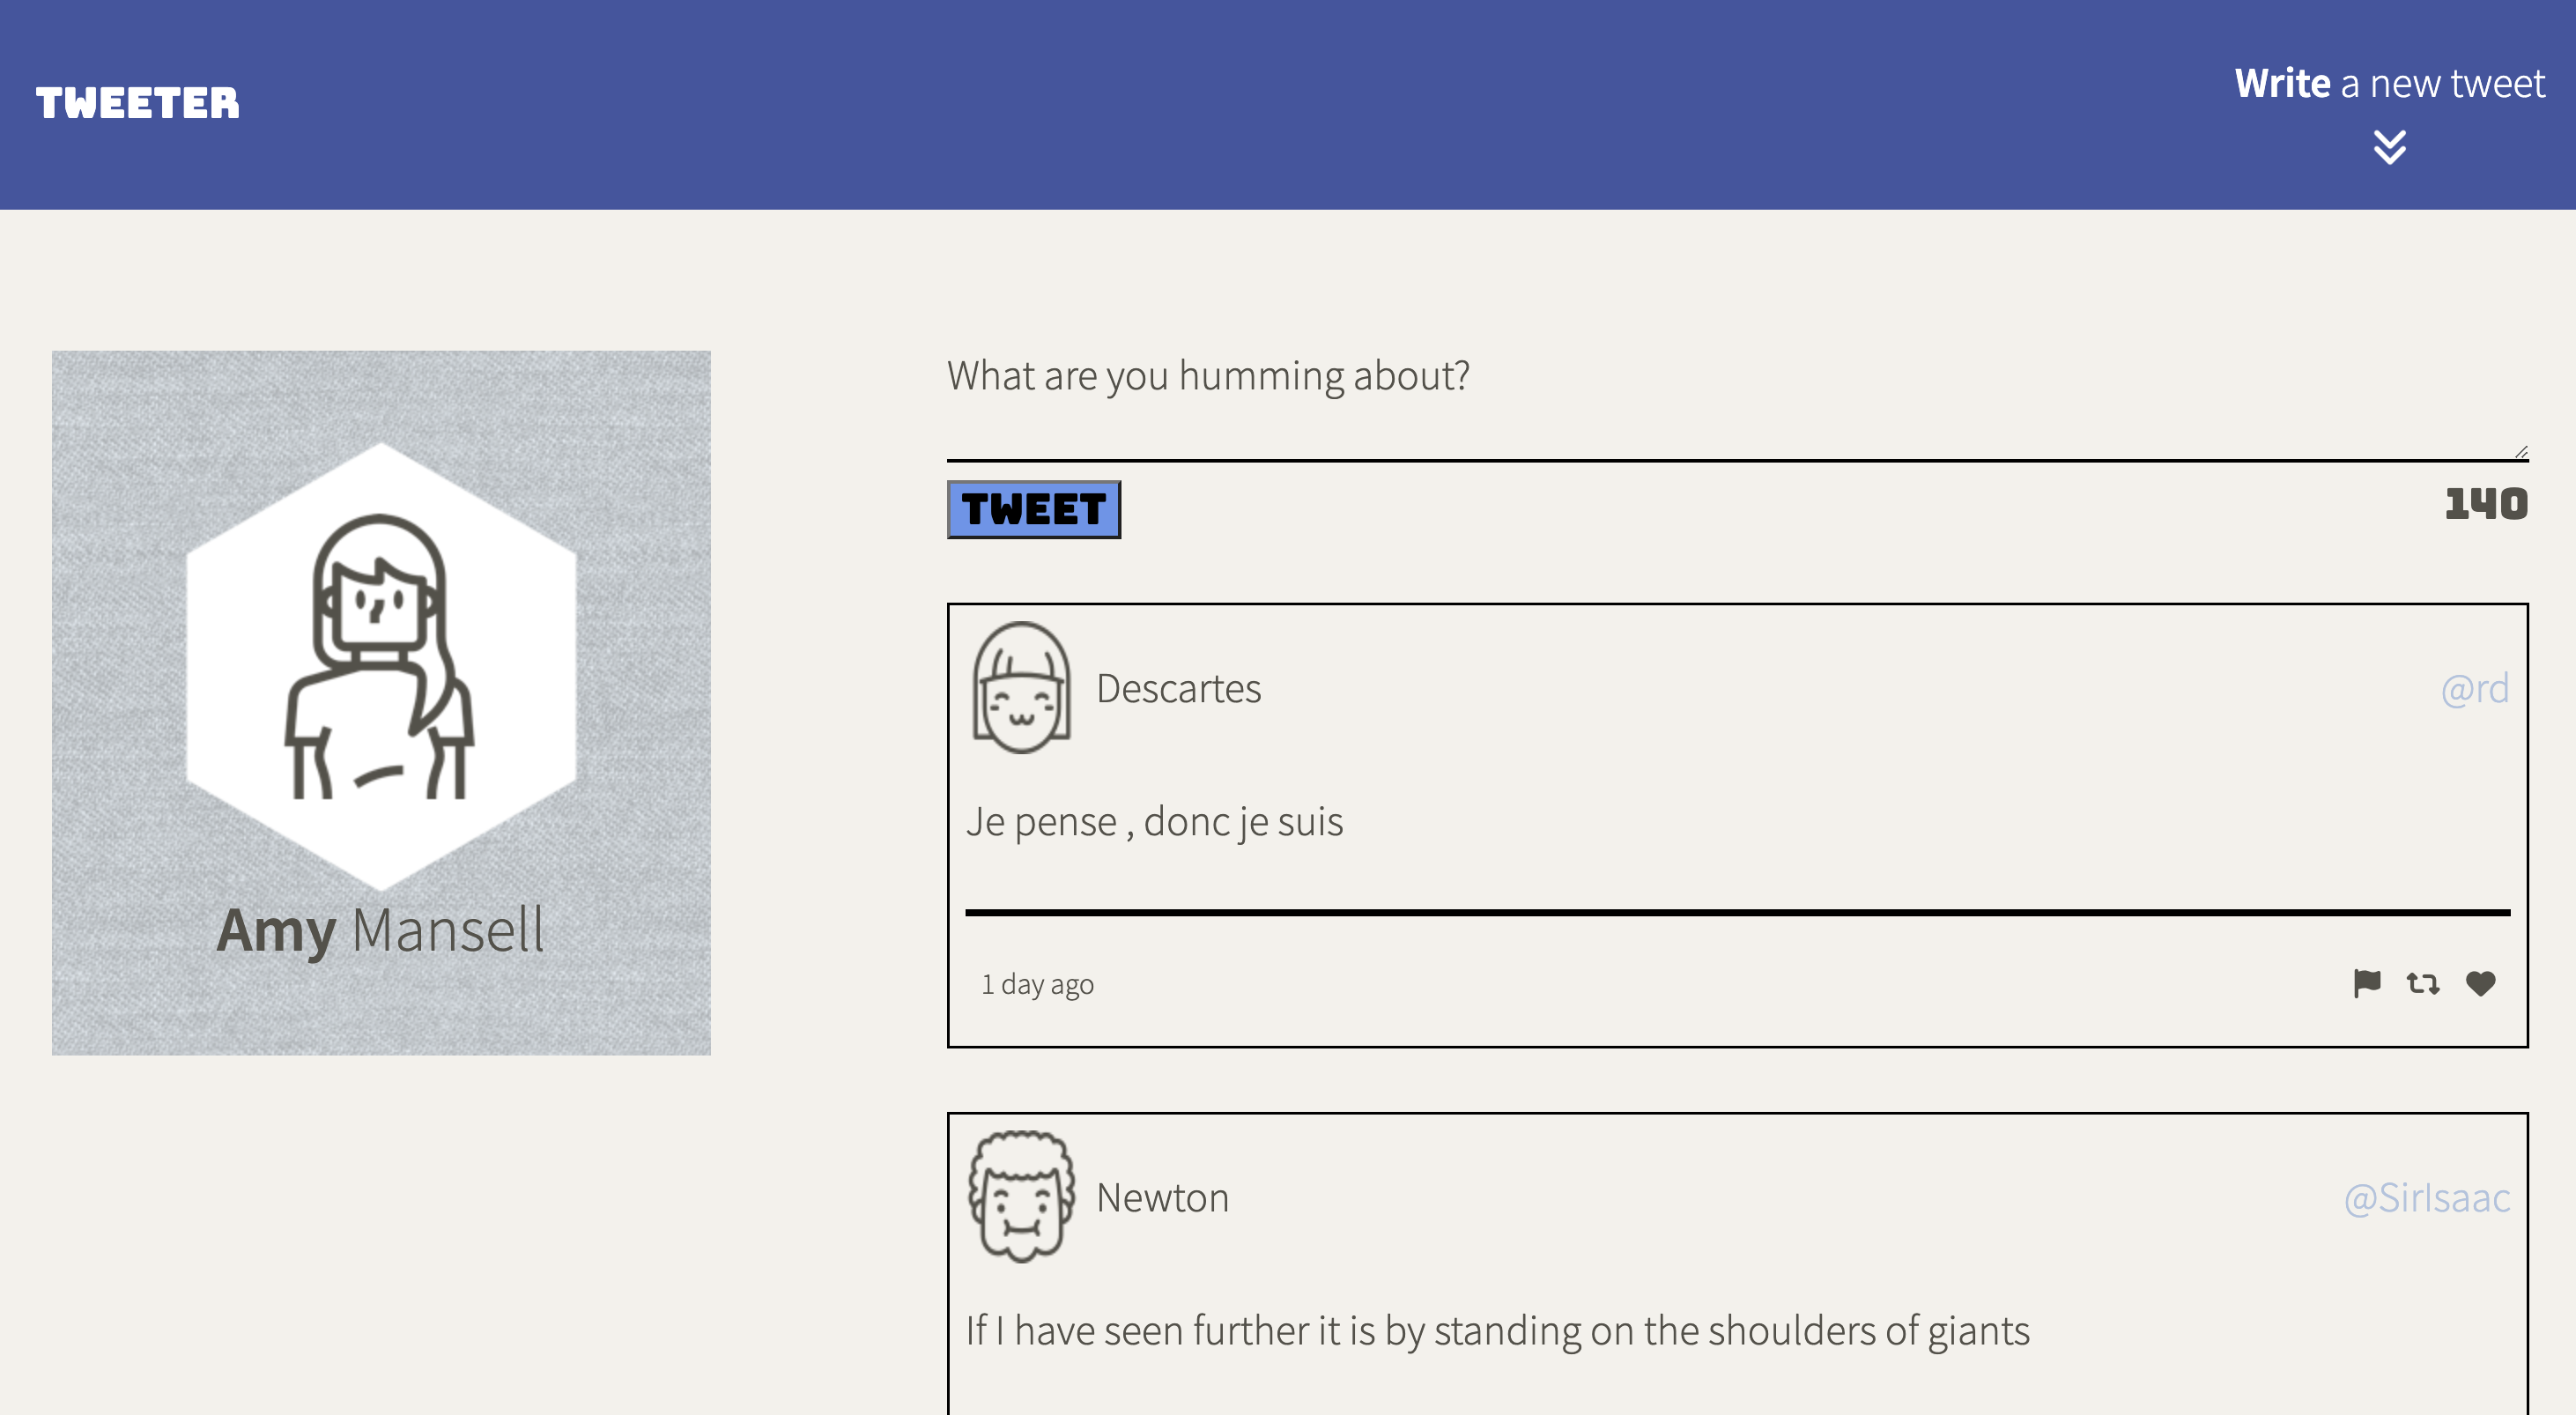 TWEETER
Write a new tweet
Amy Mansell
What are you humming about?
TWEET
140
Descartes
@rd
Je pense , donc je suis
1 day ago
Newton
@SirIsaac
If I have seen further it is by standing on the shoulders of giants